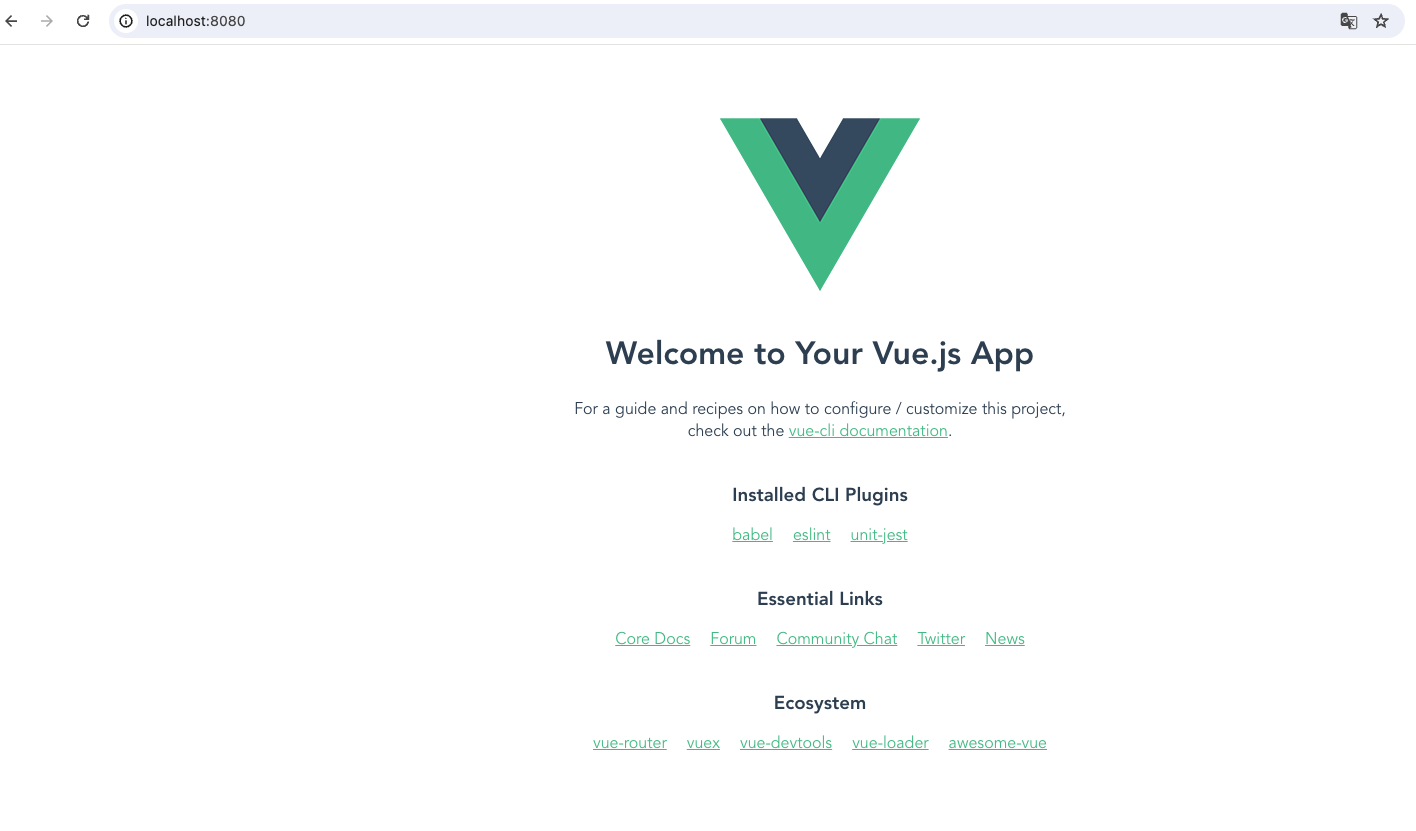 localhost:8080
Welcome to Your Vue.js App
For a guide and recipes on how to configure / customize this project,
check out the vue-cli documentation.
Installed CLI Plugins
babel eslint unit-jest
Essential Links
Core Docs Forum Community Chat Twitter News
Ecosystem
vue-router vuex vue-devtools vue-loader awesome-vue